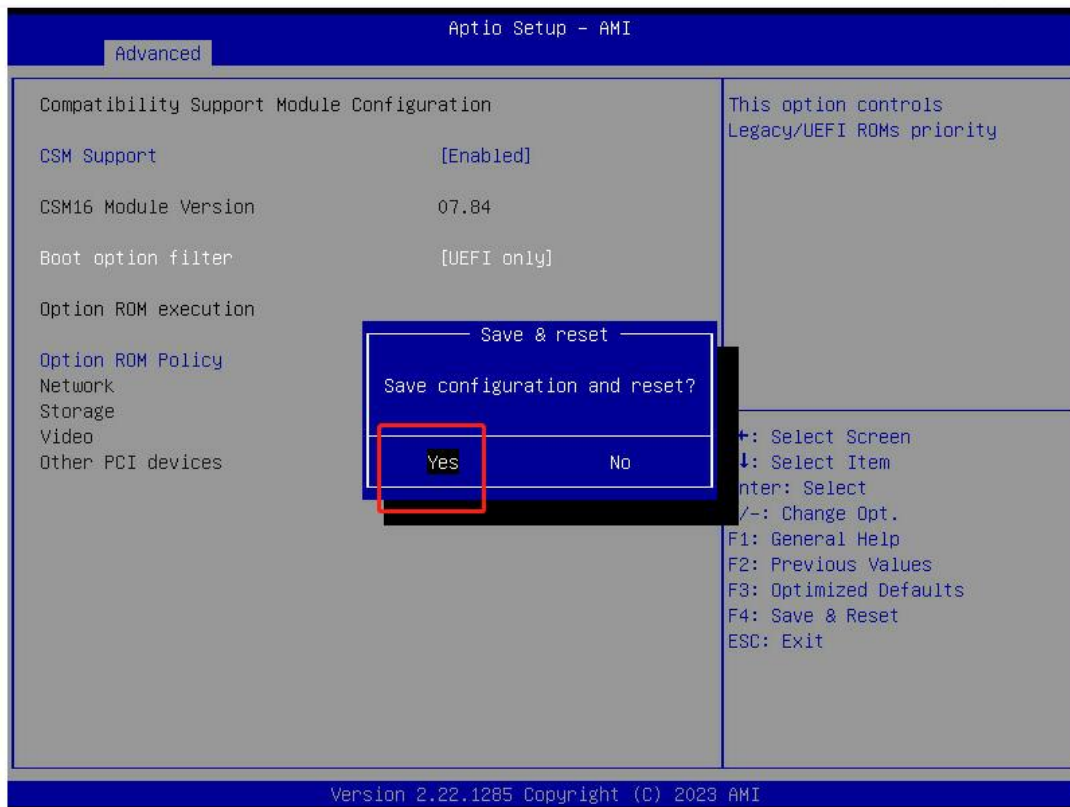 Aptio Setup – AMI
Advanced
Compatibility Support Module Configuration
CSM Support [Enabled]
CSM16 Module Version 07.84
Boot option filter [UEFI only]
Option ROM execution
Option ROM Policy
Network
Storage
Video
Other PCI devices
This option controls
Legacy/UEFI ROMs priority
Save & reset
Save configuration and reset?
Yes No
: Select Screen
↓: Select Item
nter: Select
/-: Change Opt.
F1: General Help
F2: Previous Values
F3: Optimized Defaults
F4: Save & Reset
ESC: Exit
Version 2.22.1285 Copyright (C) 2023 AMI